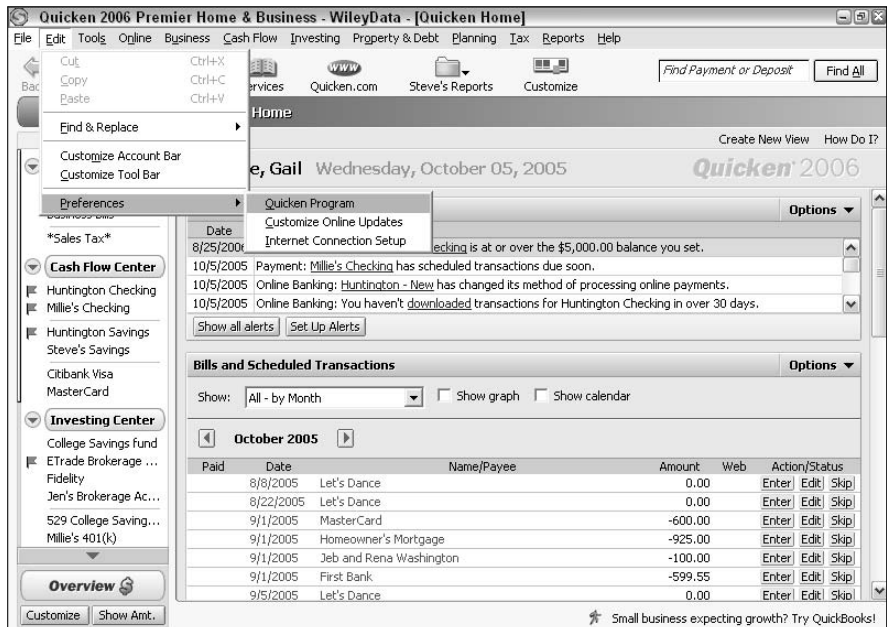 Quicken 2006 Premier Home & Business - WileyData - [Quicken Home]
File Edit Tools Online Business Cash Flow Investing Property & Debt Planning Tax Reports Help
Cut Ctrl+X
Copy Ctrl+C
Paste Ctrl+V
Find & Replace
Customize Account Bar
Customize Tool Bar
Preferences
Quicken Program
Customize Online Updates
Internet Connection Setup
Quicken.com Steve's Reports Customize
Find Payment or Deposit Find All
Home
Create New View How Do I?
Gail Wednesday, October 05, 2005 Quicken 2006
Options
Date
is at or over the $5,000.00 balance you set.
10/5/2005 Payment: Millie's Checking has scheduled transactions due soon.
10/5/2005 Online Banking: Huntington - New has changed its method of processing online payments.
10/5/2005 Online Banking: You haven't downloaded transactions for Huntington Checking in over 30 days.
Show all alerts Set Up Alerts
*Sales Tax*
Cash Flow Center
Huntington Checking
Millie's Checking
Huntington Savings
Steve's Savings
Citibank Visa
MasterCard
Investing Center
College Savings fund
ETrade Brokerage ...
Fidelity
Jen's Brokerage Ac...
529 College Saving...
Millie's 401(k)
Overview
Customize Show Amt.
Bills and Scheduled Transactions Options
Show: All - by Month Show graph Show calendar
October 2005
Paid Date Name/Payee Amount Web Action/Status
8/8/2005 Let's Dance 0.00 Enter Edit Skip
8/22/2005 Let's Dance 0.00 Enter Edit Skip
9/1/2005 MasterCard -600.00 Enter Edit Skip
9/1/2005 Homeowner's Mortgage -925.00 Enter Edit Skip
9/1/2005 Jeb and Rena Washington -100.00 Enter Edit Skip
9/1/2005 First Bank -599.55 Enter Edit Skip
9/5/2005 Let's Dance 0.00 Enter Edit Skip
Small business expecting growth? Try QuickBooks!